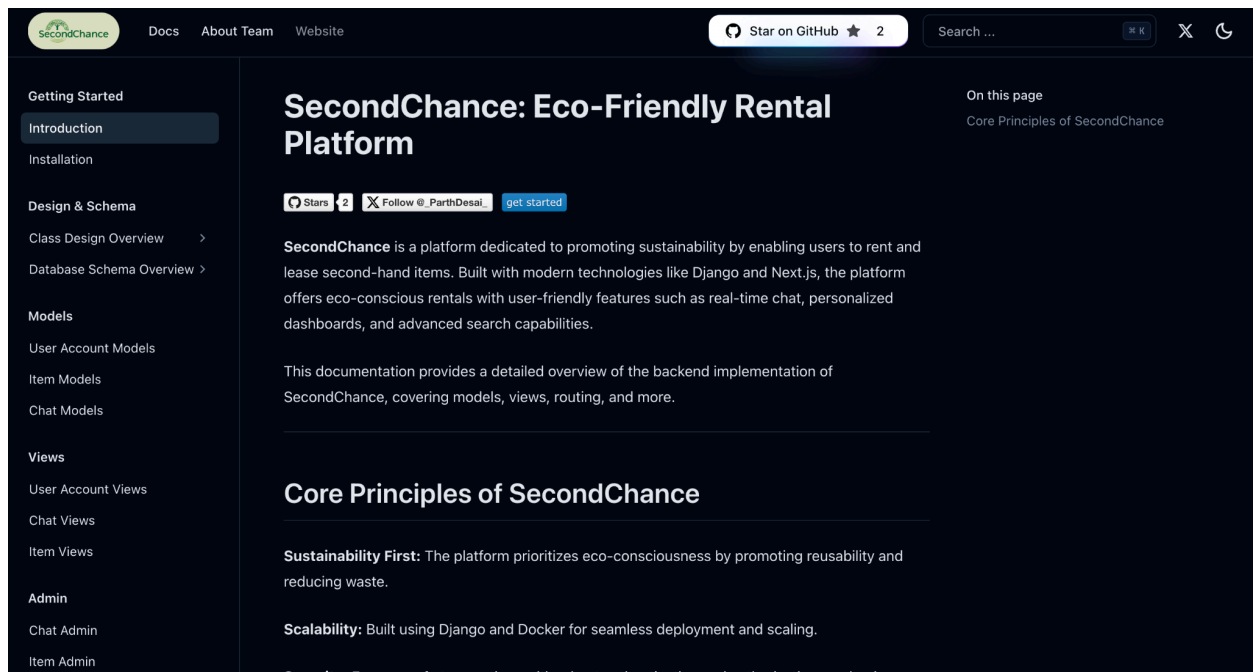 SecondChance
Docs
About Team
Website
Star on GitHub
2
Search ...
⌘ K
Getting Started
Introduction
Installation
Design & Schema
Class Design Overview
Database Schema Overview
Models
User Account Models
Item Models
Chat Models
Views
User Account Views
Chat Views
Item Views
Admin
Chat Admin
Item Admin
SecondChance: Eco-Friendly Rental
Platform
Stars 2
Follow @_ParthDesai_
get started
SecondChance is a platform dedicated to promoting sustainability by enabling users to rent and
lease second-hand items. Built with modern technologies like Django and Next.js, the platform
offers eco-conscious rentals with user-friendly features such as real-time chat, personalized
dashboards, and advanced search capabilities.
This documentation provides a detailed overview of the backend implementation of
SecondChance, covering models, views, routing, and more.
Core Principles of SecondChance
Sustainability First: The platform prioritizes eco-consciousness by promoting reusability and
reducing waste.
Scalability: Built using Django and Docker for seamless deployment and scaling.
On this page
Core Principles of SecondChance